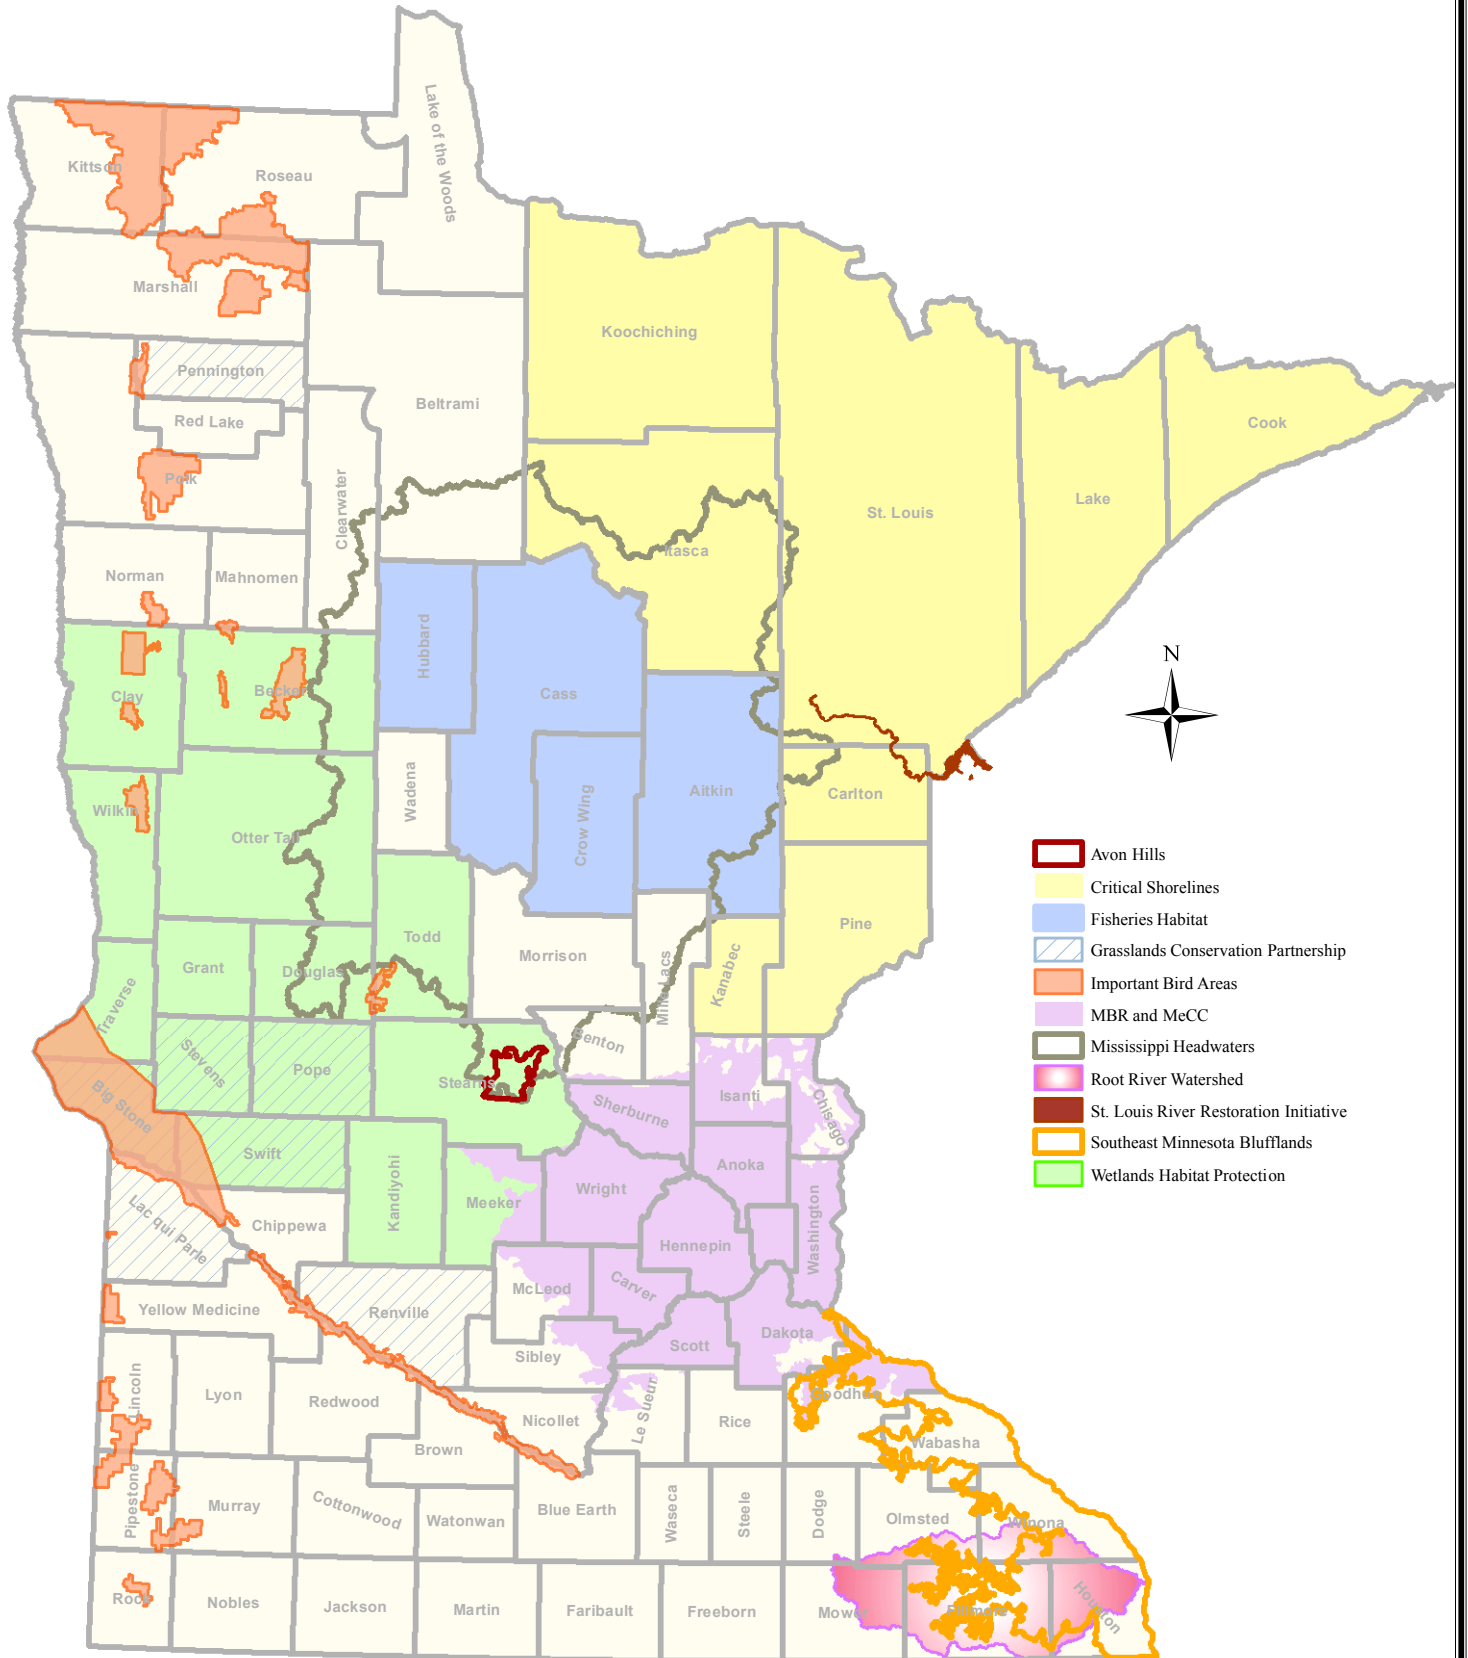 Lake of the Woods
Kittson
Roseau
Marshall
Koochiching
Pennington
Beltrami
Red Lake
Cook
Polk
Clearwater
Lake
St. Louis
Itasca
Norman
Mahnomen
Hubbard
N
Clay
Becker
Cass
Wadena
Aitkin
Carlton
Wilkin
Crow Wing
Otter Tail
Pine
Todd
Morrison
Kanabec
Grant
Douglas
Mille Lacs
Traverse
Benton
Stevens
Pope
Stearns
Isanti
Big Stone
Sherburne
Chisago
Swift
Anoka
Kandiyohi
Meeker
Wright
Washington
Lac qui Parle
Chippewa
Hennepin
McLeod
Carver
Yellow Medicine
Renville
Dakota
Scott
Sibley
Lincoln
Lyon
Redwood
Goodhue
Le Sueur
Nicollet
Rice
Brown
Wabasha
Pipestone
Murray
Cottonwood
Watonwan
Blue Earth
Waseca
Steele
Dodge
Olmsted
Winona
Rock
Nobles
Jackson
Martin
Faribault
Freeborn
Mower
Fillmore
Houston
Avon Hills
Critical Shorelines
Fisheries Habitat
Grasslands Conservation Partnership
Important Bird Areas
MBR and MeCC
Mississippi Headwaters
Root River Watershed
St. Louis River Restoration Initiative
Southeast Minnesota Blufflands
Wetlands Habitat Protection